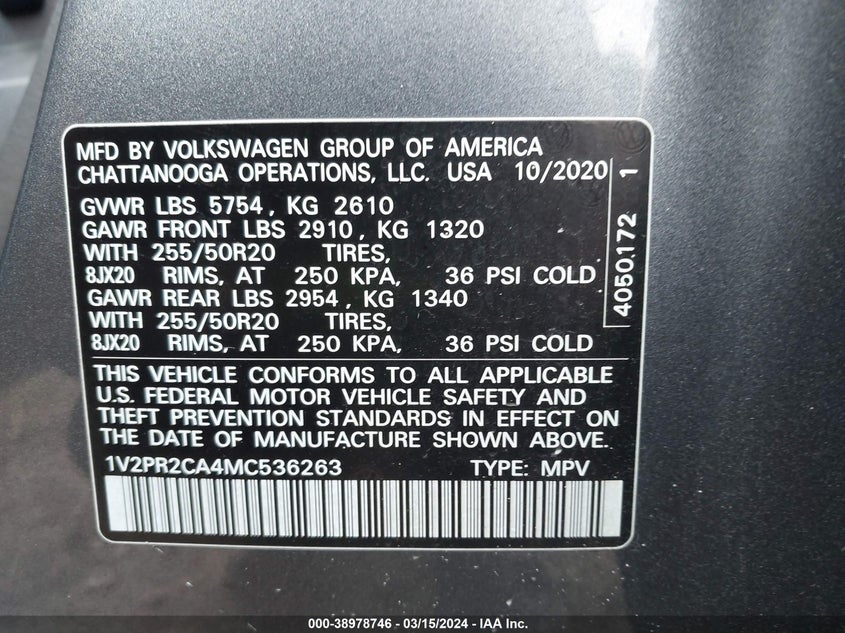 MFD BY VOLKSWAGEN GROUP OF AMERICA
CHATTANOOGA OPERATIONS, LLC. USA 10/2020
GVWR LBS 5754, KG 2610
GAWR FRONT LBS 2910, KG 1320
WITH 255/50R20 TIRES,
8JX20 RIMS, AT 250 KPA, 36 PSI COLD
GAWR REAR LBS 2954, KG 1340
WITH 255/50R20 TIRES,
8JX20 RIMS, AT 250 KPA, 36 PSI COLD
4050.172 1
THIS VEHICLE CONFORMS TO ALL APPLICABLE
U.S. FEDERAL MOTOR VEHICLE SAFETY AND
THEFT PREVENTION STANDARDS IN EFFECT ON
THE DATE OF MANUFACTURE SHOWN ABOVE.
1V2PR2CA4MC536263 TYPE: MPV
000-38978746 - 03/15/2024 - IAA Inc.